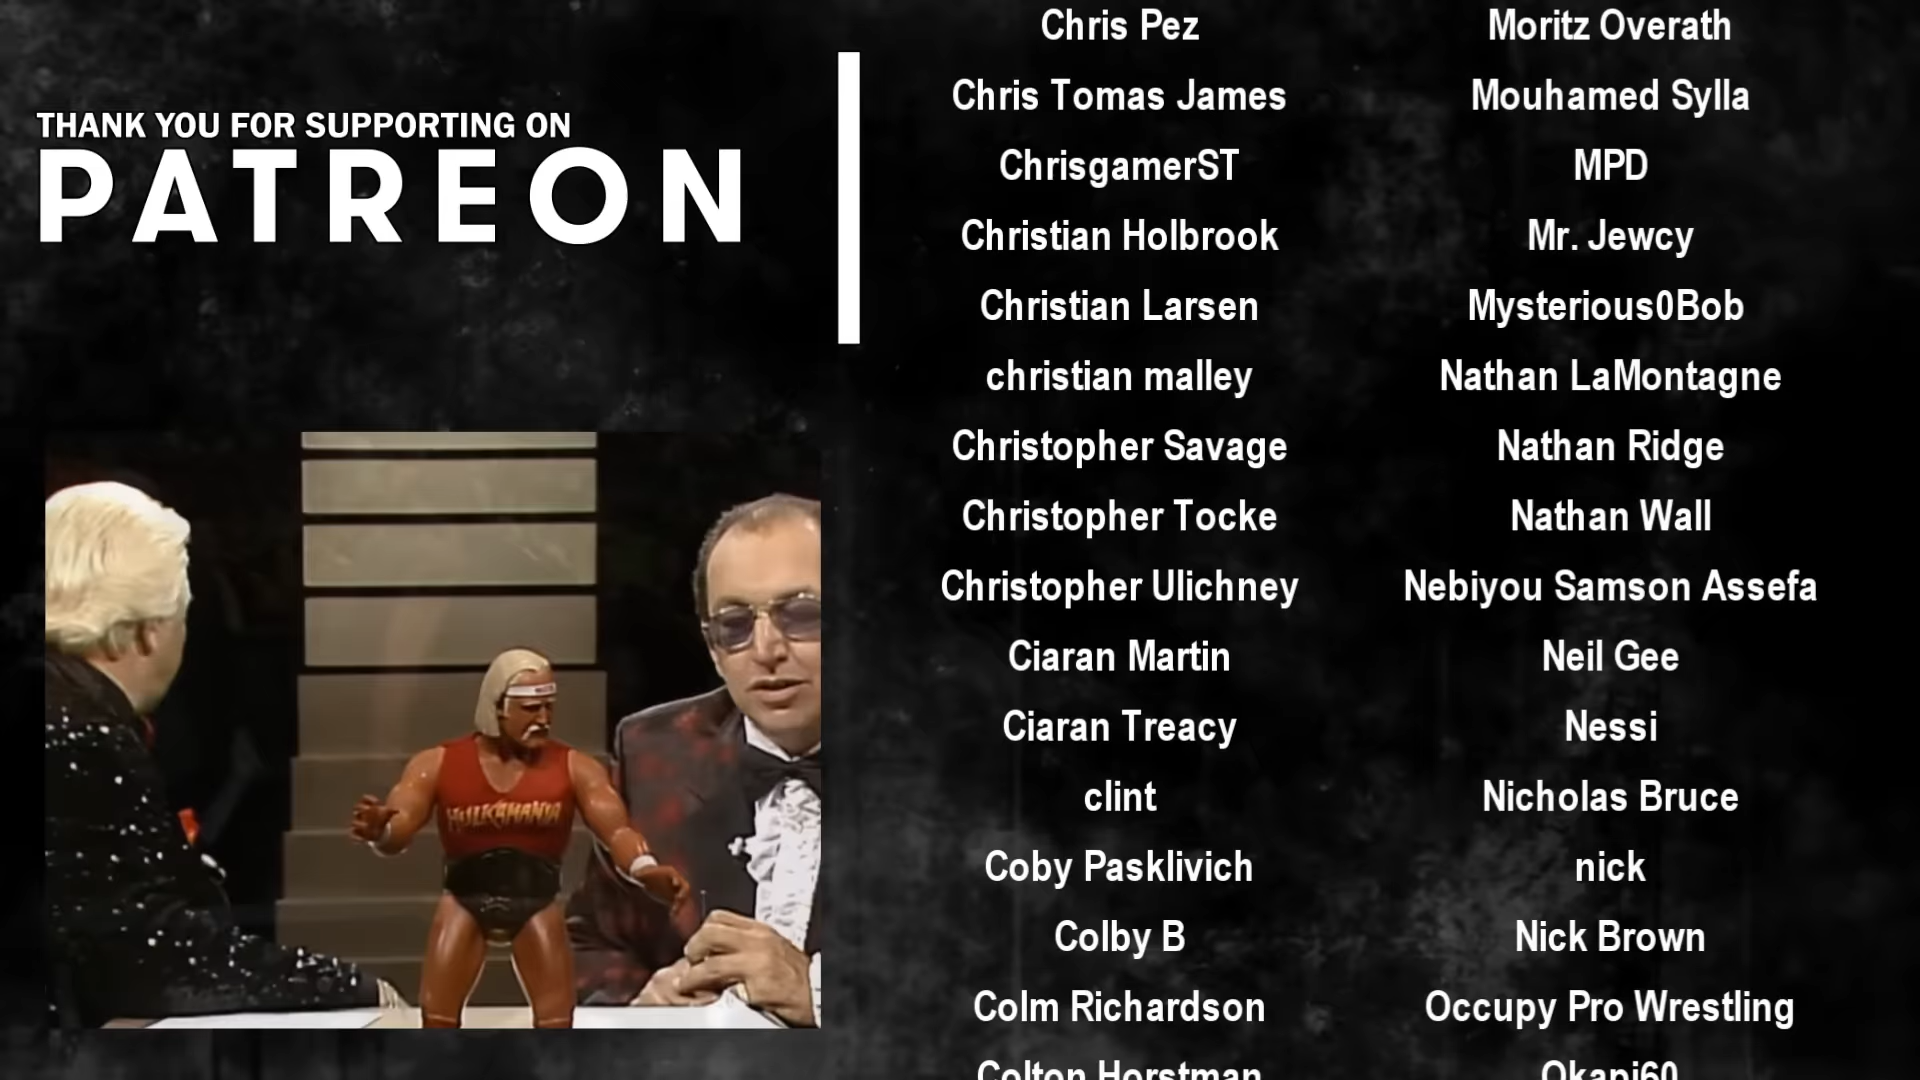 THANK YOU FOR SUPPORTING ON
PATREON
HULKAMANIA
Chris Pez
Chris Tomas James
ChrisgamerST
Christian Holbrook
Christian Larsen
christian malley
Christopher Savage
Christopher Tocke
Christopher Ulichney
Ciaran Martin
Ciaran Treacy
clint
Coby Pasklivich
Colby B
Colm Richardson
Colton Horstman
Moritz Overath
Mouhamed Sylla
MPD
Mr. Jewcy
Mysterious0Bob
Nathan LaMontagne
Nathan Ridge
Nathan Wall
Nebiyou Samson Assefa
Neil Gee
Nessi
Nicholas Bruce
nick
Nick Brown
Occupy Pro Wrestling
Okapi60